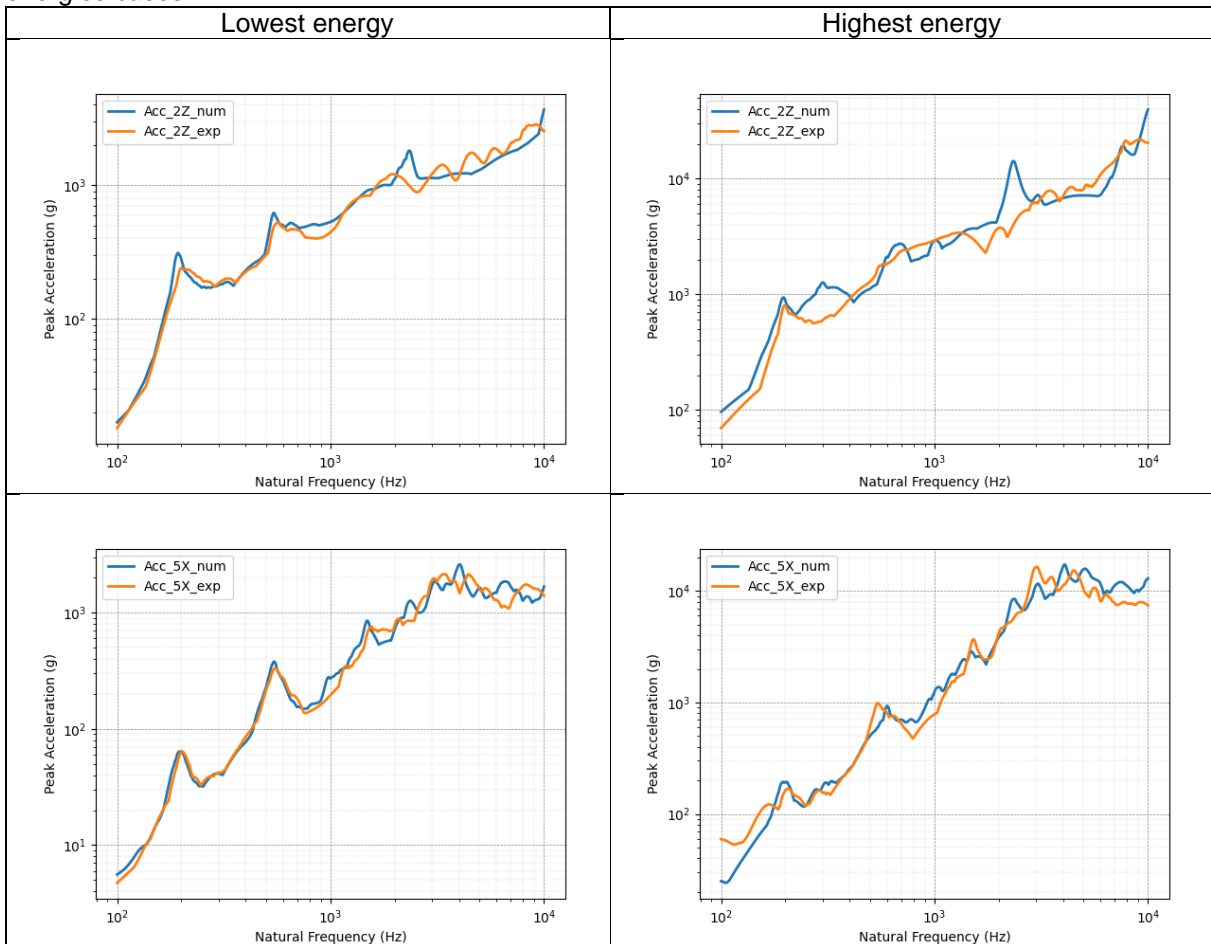 Lowest energy
Highest energy
Acc_2Z_num
Acc_2Z_exp
Peak Acceleration (g)
10^3
10^2
10^2
10^3
10^4
Natural Frequency (Hz)
Acc_2Z_num
Acc_2Z_exp
Peak Acceleration (g)
10^4
10^3
10^2
10^2
10^3
10^4
Natural Frequency (Hz)
Acc_5X_num
Acc_5X_exp
Peak Acceleration (g)
10^3
10^2
10^1
10^2
10^3
10^4
Natural Frequency (Hz)
Acc_5X_num
Acc_5X_exp
Peak Acceleration (g)
10^4
10^3
10^2
10^2
10^3
10^4
Natural Frequency (Hz)